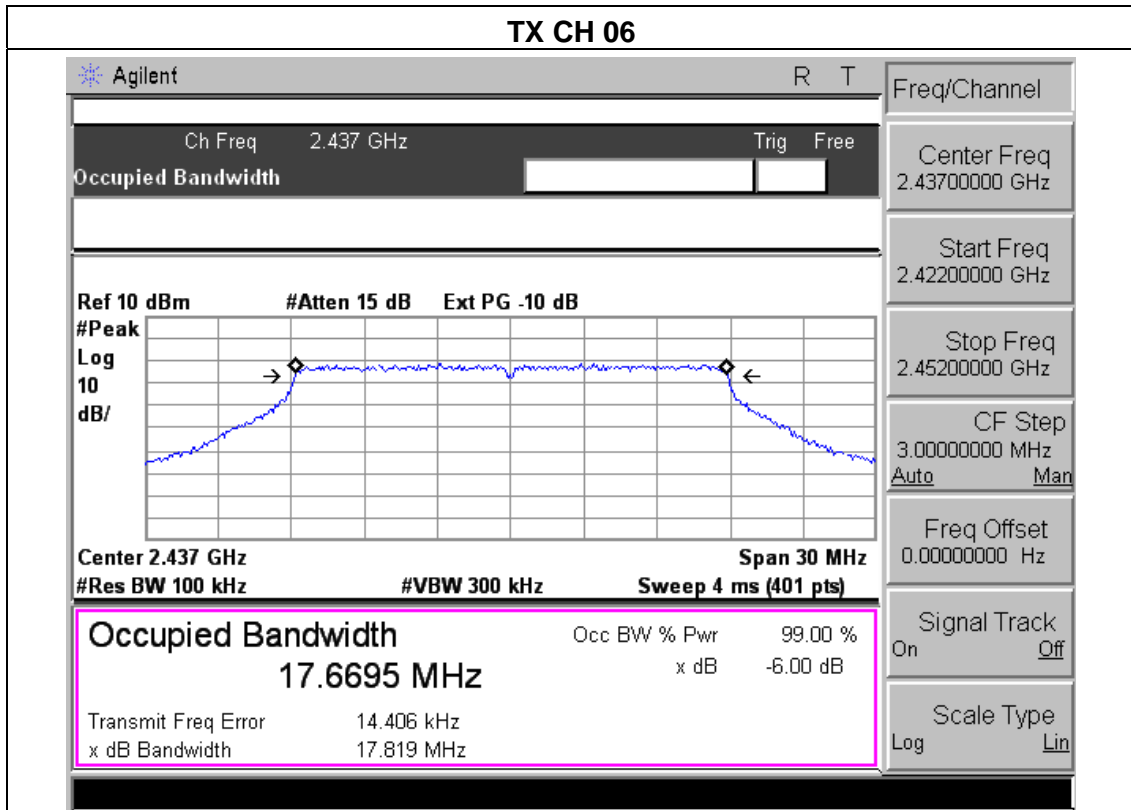 TX CH 06
Agilent R T
Ch Freq 2.437 GHz Trig Free
Occupied Bandwidth
Ref 10 dBm #Atten 15 dB Ext PG -10 dB
#Peak
Log
10
dB/
Center 2.437 GHz Span 30 MHz
#Res BW 100 kHz #VBW 300 kHz Sweep 4 ms (401 pts)
Occupied Bandwidth Occ BW % Pwr 99.00 %
17.6695 MHz x dB -6.00 dB
Transmit Freq Error 14.406 kHz
x dB Bandwidth 17.819 MHz
Freq/Channel
Center Freq
2.43700000 GHz
Start Freq
2.42200000 GHz
Stop Freq
2.45200000 GHz
CF Step
3.00000000 MHz
Auto Man
Freq Offset
0.00000000 Hz
Signal Track
On Off
Scale Type
Log Lin